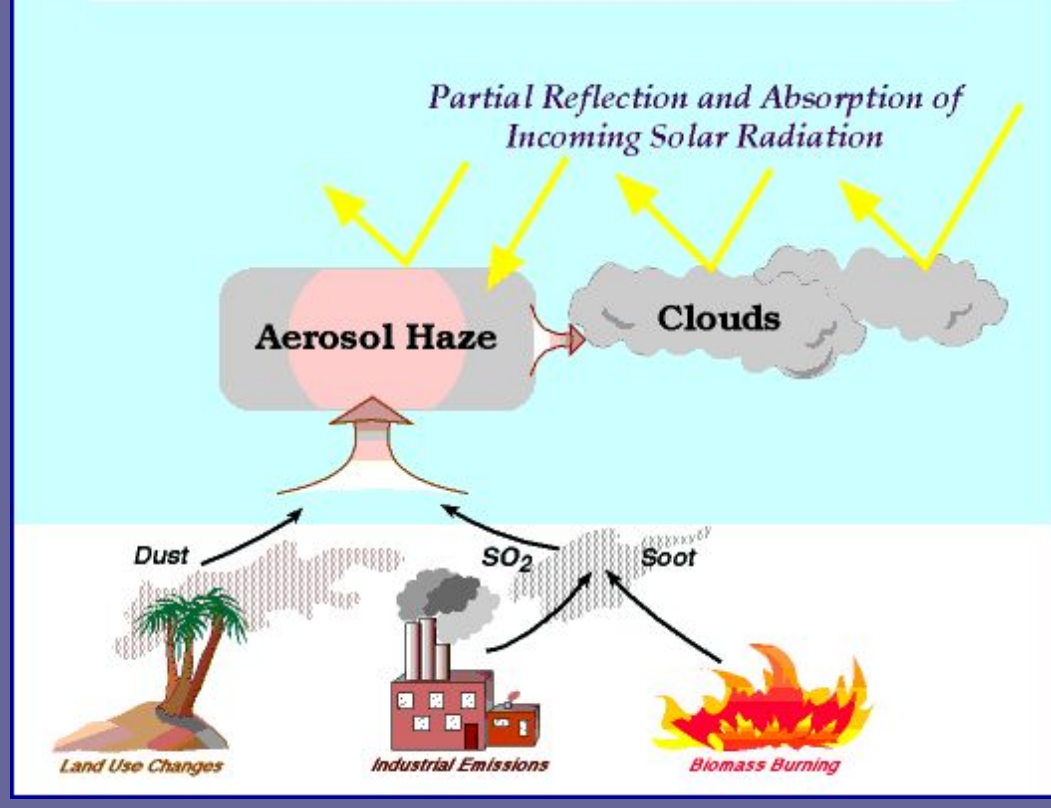 Partial Reflection and Absorption of
Incoming Solar Radiation
Aerosol Haze
Clouds
Dust
SO2
Soot
Land Use Changes
Industrial Emissions
Biomass Burning